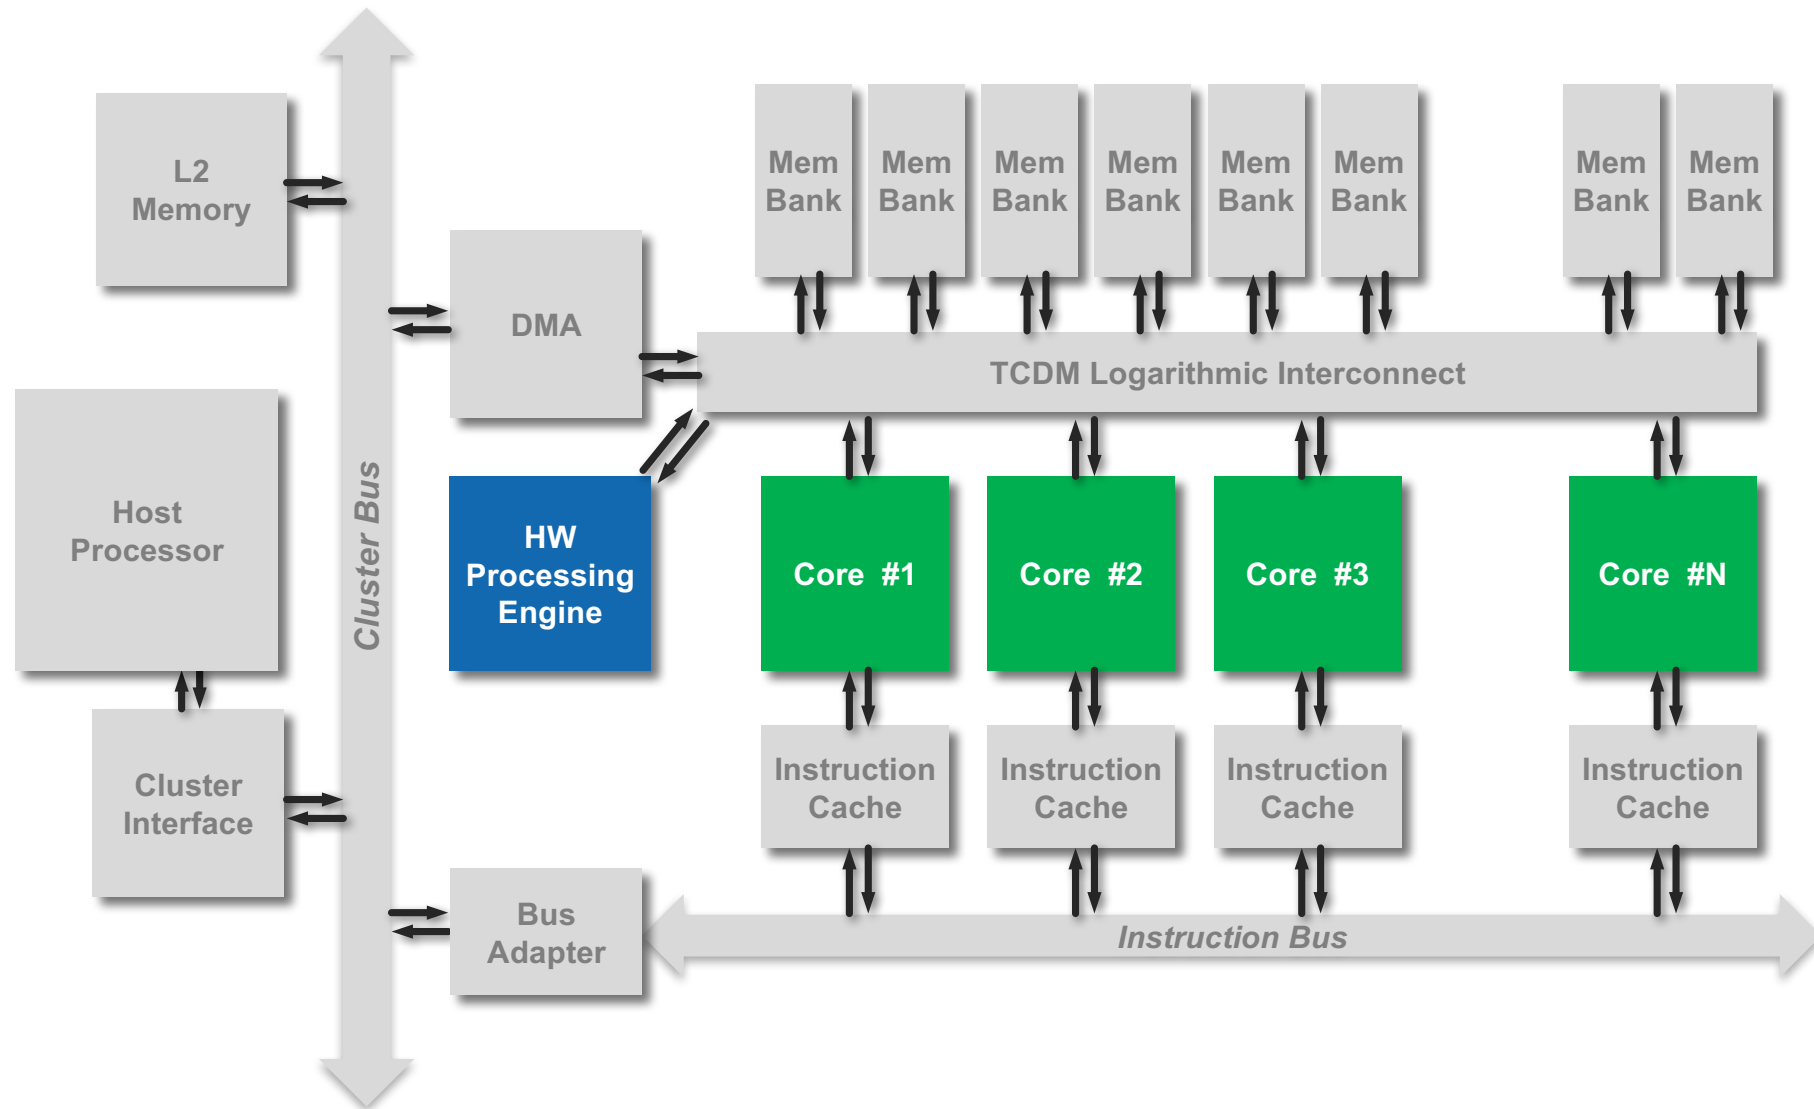 L2
Memory
DMA
Mem
Bank
Mem
Bank
Mem
Bank
Mem
Bank
Mem
Bank
Mem
Bank
Mem
Bank
Mem
Bank
TCDM Logarithmic Interconnect
Host
Processor
Cluster Bus
HW
Processing
Engine
Core #1
Core #2
Core #3
Core #N
Cluster
Interface
Instruction
Cache
Instruction
Cache
Instruction
Cache
Instruction
Cache
Bus
Adapter
Instruction Bus